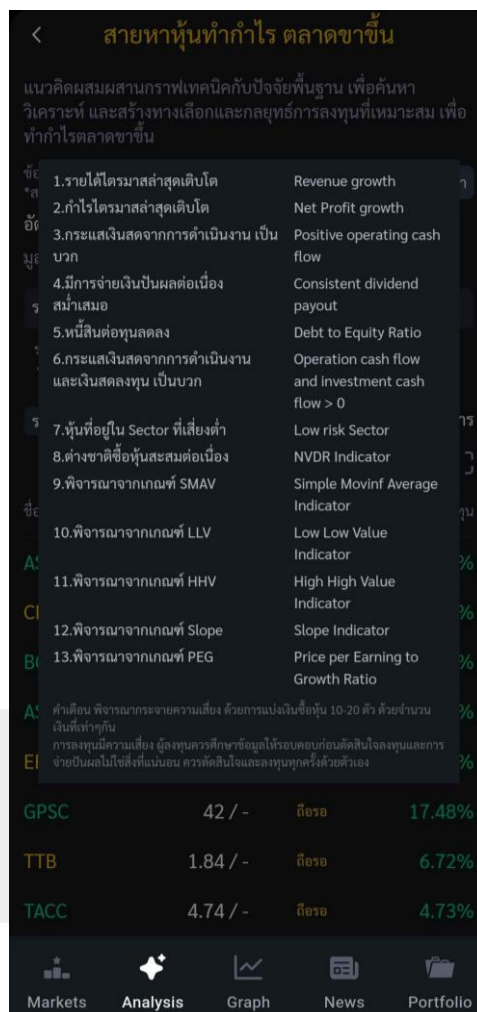 สายหาหุ้นทำกำไร ตลาดขาขึ้น
แนวคิดผสมผสานกราฟเทคนิคกับปัจจัยพื้นฐาน เพื่อค้นหา
วิเคราะห์ และสร้างทางเลือกและกลยุทธ์การลงทุนที่เหมาะสม เพื่อ
ทำกำไรตลาดขาขึ้น
1.รายได้ไตรมาสล่าสุดเติบโต Revenue growth
2.กำไรไตรมาสล่าสุดเติบโต Net Profit growth
3.กระแสเงินสดจากการดำเนินงาน เป็น Positive operating cash
บวก flow
4.มีการจ่ายเงินปันผลต่อเนื่อง Consistent dividend
สม่ำเสมอ payout
5.หนี้สินต่อทุนลดลง Debt to Equity Ratio
6.กระแสเงินสดจากการดำเนินงาน Operation cash flow
และเงินสดลงทุน เป็นบวก and investment cash
flow > 0
7.หุ้นที่อยู่ใน Sector ที่เสี่ยงต่ำ Low risk Sector
8.ต่างชาติซื้อหุ้นสะสมต่อเนื่อง NVDR Indicator
9.พิจารณาจากเกณฑ์ SMAV Simple Movinf Average
Indicator
10.พิจารณาจากเกณฑ์ LLV Low Low Value
Indicator
11.พิจารณาจากเกณฑ์ HHV High High Value
Indicator
12.พิจารณาจากเกณฑ์ Slope Slope Indicator
13.พิจารณาจากเกณฑ์ PEG Price per Earning to
Growth Ratio
คำเตือน พิจารณากระจายความเสี่ยง ด้วยการแบ่งเงินซื้อหุ้น 10-20 ตัว ด้วยจำนวน
เงินที่เท่าๆกัน
การลงทุนมีความเสี่ยง ผู้ลงทุนควรศึกษาข้อมูลให้รอบคอบก่อนตัดสินใจลงทุนและการ
จ่ายปันผลไม่ใช่สิ่งที่แน่นอน ควรตัดสินใจและลงทุนทุกครั้งด้วยตัวเอง
GPSC 42 / - ถือรอ 17.48%
TTB 1.84 / - ถือรอ 6.72%
TACC 4.74 / - ถือรอ 4.73%
Markets Analysis Graph News Portfolio